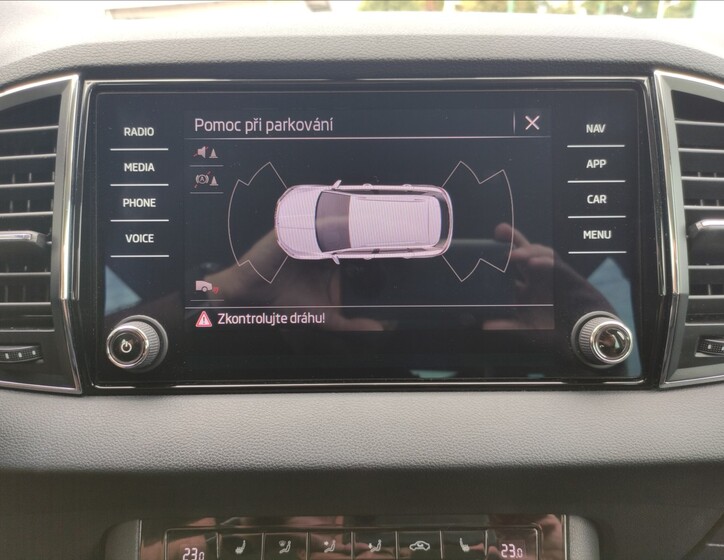 Pomoc při parkování
RADIO
MEDIA
PHONE
VOICE
NAV
APP
CAR
MENU
Zkontrolujte dráhu!
23.0
23.0